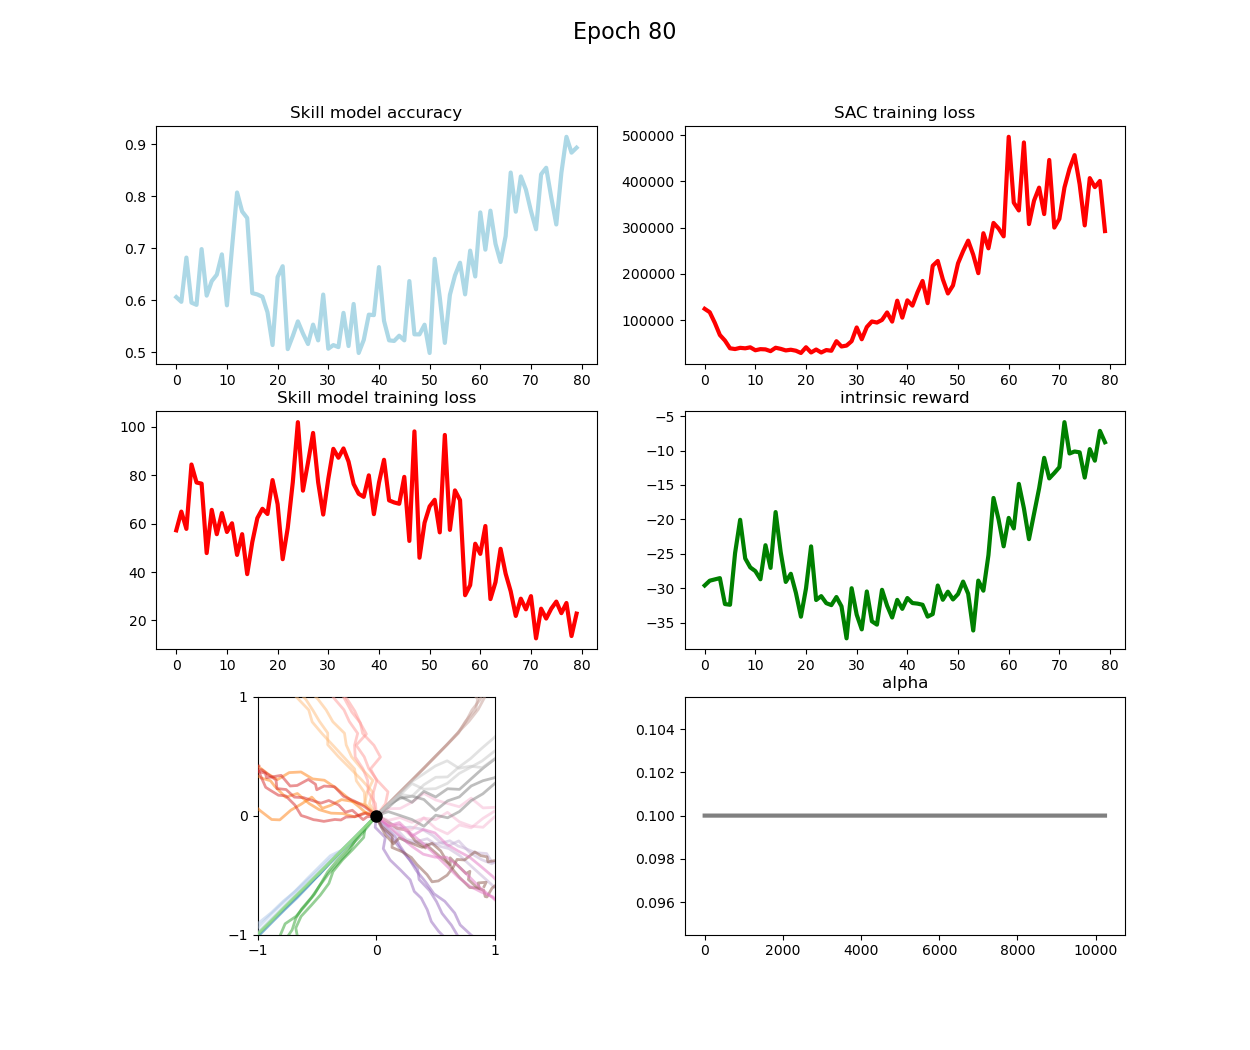 Epoch 80
Skill model accuracy
0.9
0.8
0.7
0.6
0.5
0 10 20 30 40 50 60 70 80
SAC training loss
500000
400000
300000
200000
100000
0 10 20 30 40 50 60 70 80
Skill model training loss
100
80
60
40
20
0 10 20 30 40 50 60 70 80
intrinsic reward
−5
−10
−15
−20
−25
−30
−35
0 10 20 30 40 50 60 70 80
1
0
−1
−1 0 1
alpha
0.104
0.102
0.100
0.098
0.096
0 2000 4000 6000 8000 10000